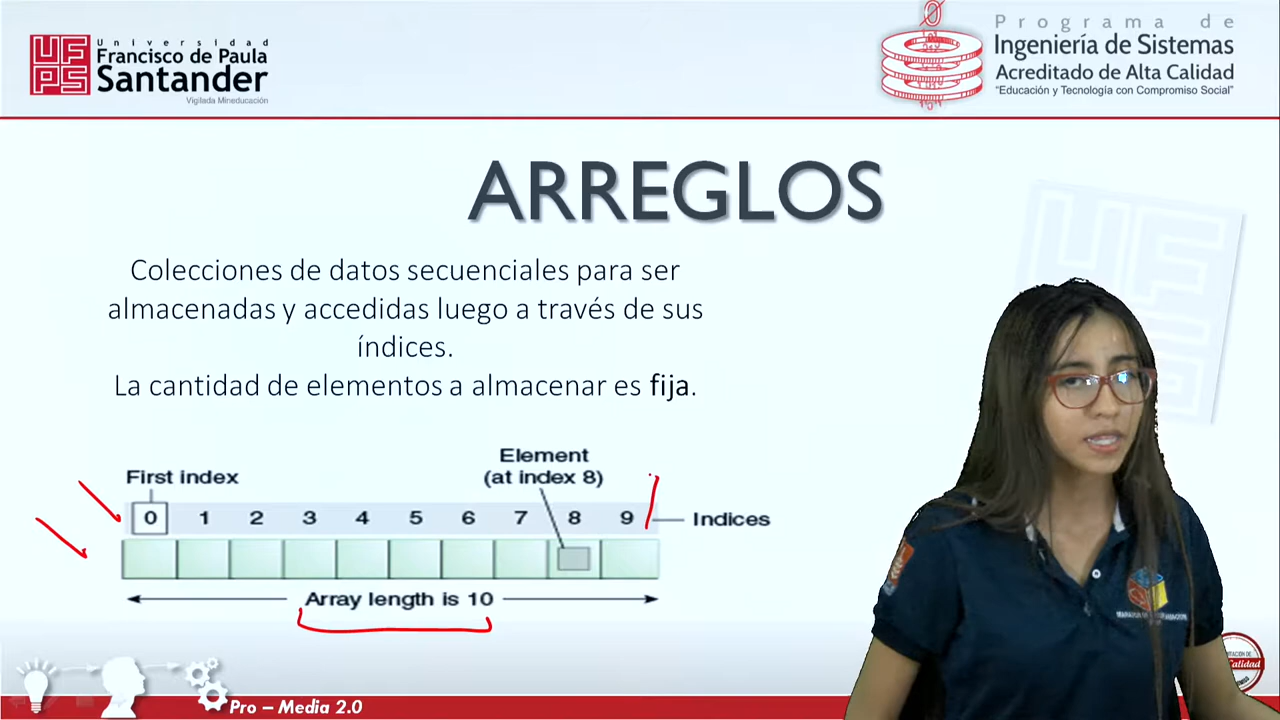 Universidad
Francisco de Paula
Santander
Vigilada Mineducación
UFPS
Programa de
Ingeniería de Sistemas
Acreditado de Alta Calidad
"Educación y Tecnología con Compromiso Social"
ARREGLOS
Colecciones de datos secuenciales para ser
almacenadas y accedidas luego a través de sus
índices.
La cantidad de elementos a almacenar es fija.
First index
Element
(at index 8)
0 1 2 3 4 5 6 7 8 9
Indices
Array length is 10
Pro – Media 2.0